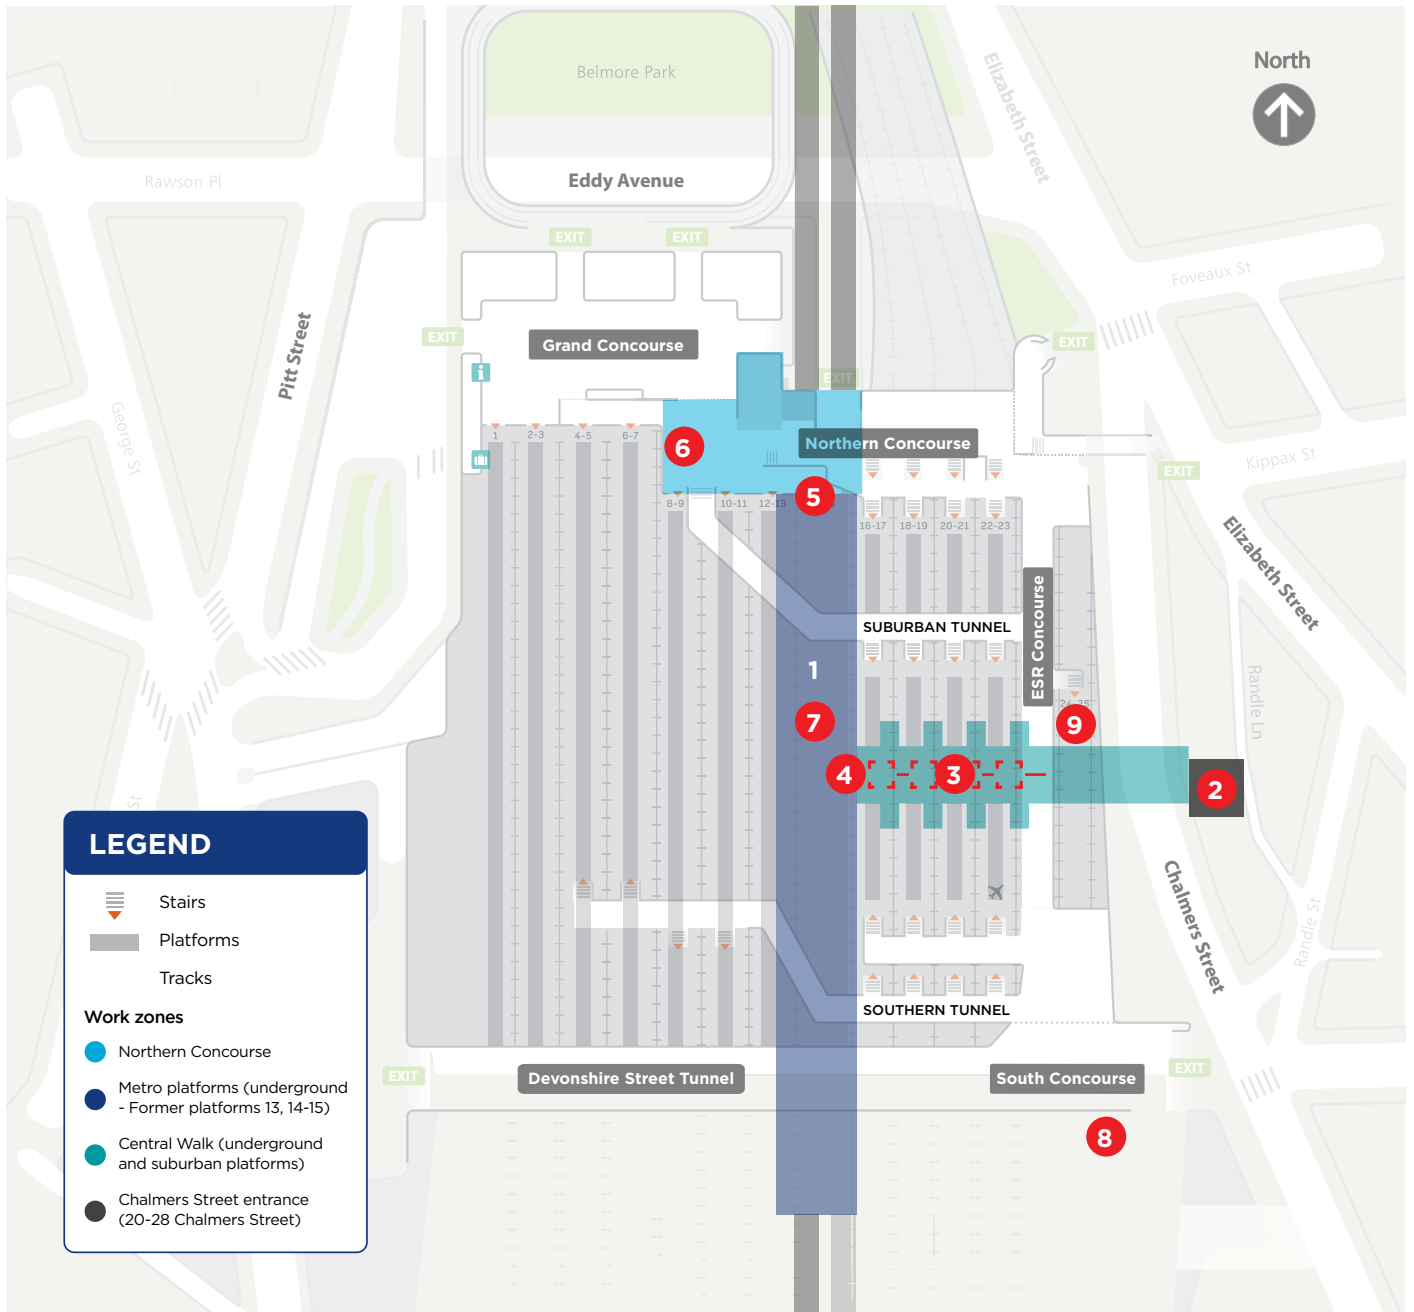 North
Belmore Park
Elizabeth Street
Rawson Pl
Eddy Avenue
EXIT
EXIT
Foveaux St
Pitt Street
EXIT
Grand Concourse
EXIT
i
EXIT
George St
1
2-3
4-5
6-7
6
Northern Concourse
Kippax St
EXIT
8-9
10-11
12-13
5
16-17
18-19
20-21
22-23
Elizabeth Street
ESR Concourse
SUBURBAN TUNNEL
1
24-25
Randle Ln
7
9
4
3
2
St
LEGEND
Stairs
Platforms
Tracks
Work zones
Northern Concourse
Metro platforms (underground
- Former platforms 13, 14-15)
Central Walk (underground
and suburban platforms)
Chalmers Street entrance
(20-28 Chalmers Street)
Chalmers Street
Randle St
SOUTHERN TUNNEL
EXIT
Devonshire Street Tunnel
South Concourse
EXIT
8